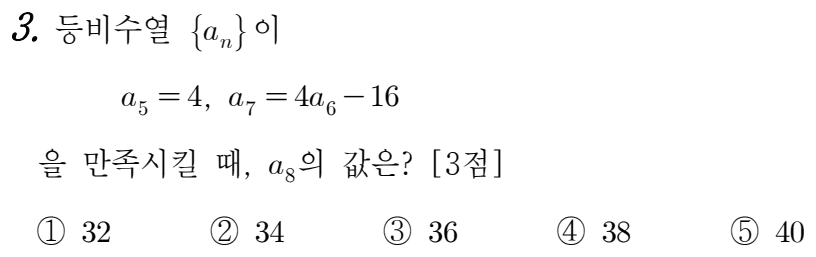 3. 등비수열 {aₙ}이
a₅ = 4, a₇ = 4a₆ − 16
을 만족시킬 때, a₈의 값은? [3점]
① 32 ② 34 ③ 36 ④ 38 ⑤ 40